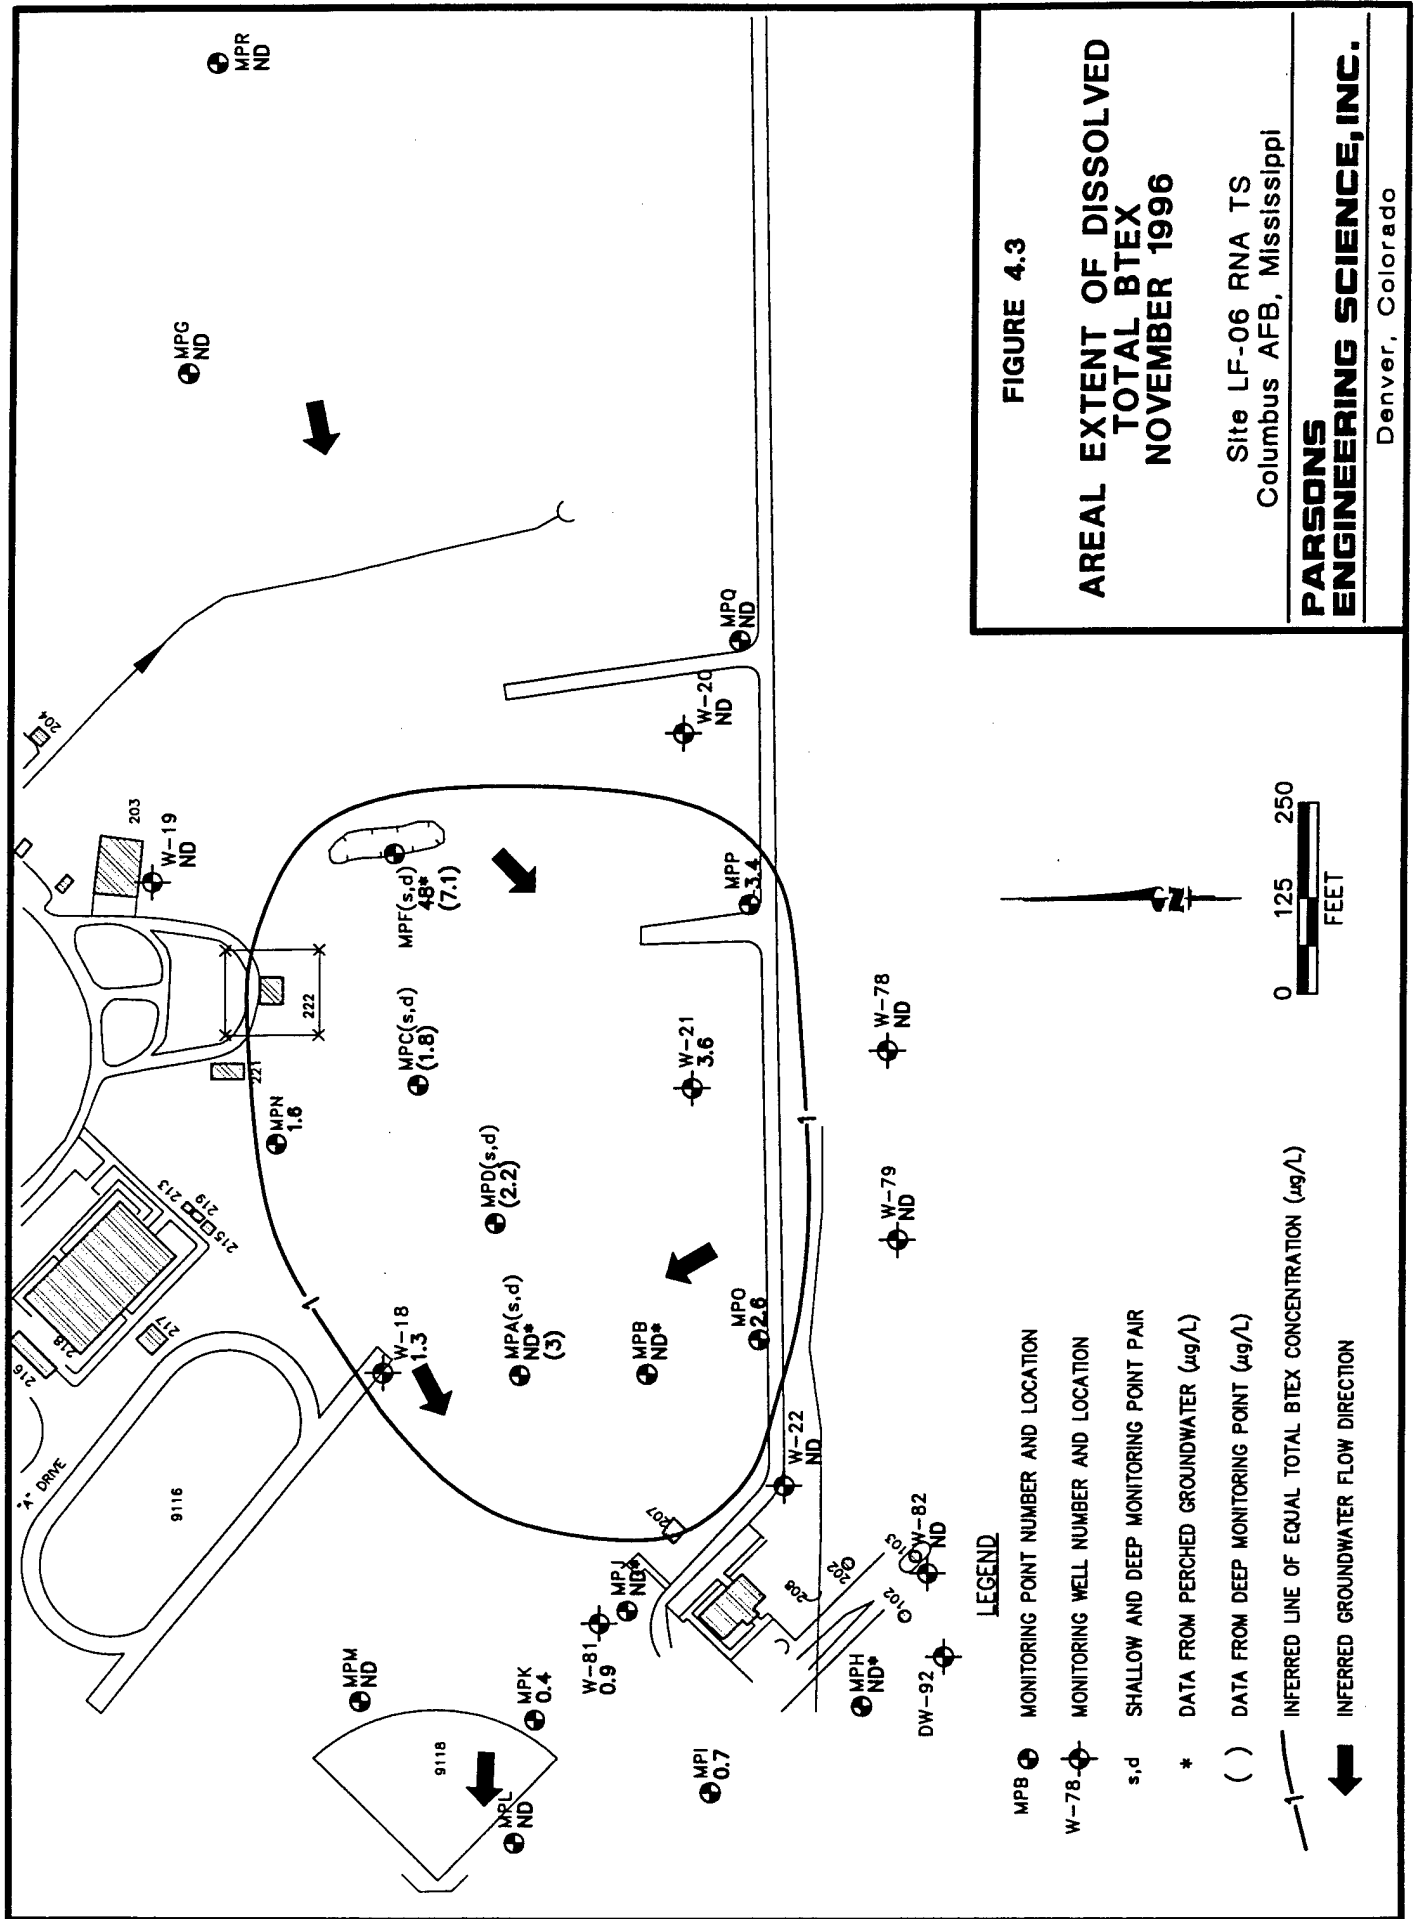 MPR
ND
MPG
ND
204
203
W-19
ND
MPQ
ND
W-20
ND
MPF(s,d)
48*
(7.1)
MPP
3.4
222
221
MPC(s,d)
(1.8)
MPN
1.6
W-21
3.6
W-78
ND
MPD(s,d)
(2.2)
W-79
ND
1
1
213
219
215
218
217
216
W-18
1.3
MPA(s,d)
ND*
(3)
MPB
ND*
MPO
2.6
W-22
ND
"A" DRIVE
9116
207
MPJ
ND*
W-81
0.9
MPM
ND
MPK
0.4
9118
MPL
ND
MPI
0.7
MPH
ND*
208
202
102
103
W-82
ND
DW-92
N
0 125 250
FEET
LEGEND
MPB MONITORING POINT NUMBER AND LOCATION
W-78 MONITORING WELL NUMBER AND LOCATION
s,d SHALLOW AND DEEP MONITORING POINT PAIR
* DATA FROM PERCHED GROUNDWATER (µg/L)
( ) DATA FROM DEEP MONITORING POINT (µg/L)
1 INFERRED LINE OF EQUAL TOTAL BTEX CONCENTRATION (µg/L)
INFERRED GROUNDWATER FLOW DIRECTION
FIGURE 4.3
AREAL EXTENT OF DISSOLVED
TOTAL BTEX
NOVEMBER 1996
Site LF-06 RNA TS
Columbus AFB, Mississippi
PARSONS
ENGINEERING SCIENCE, INC.
Denver, Colorado